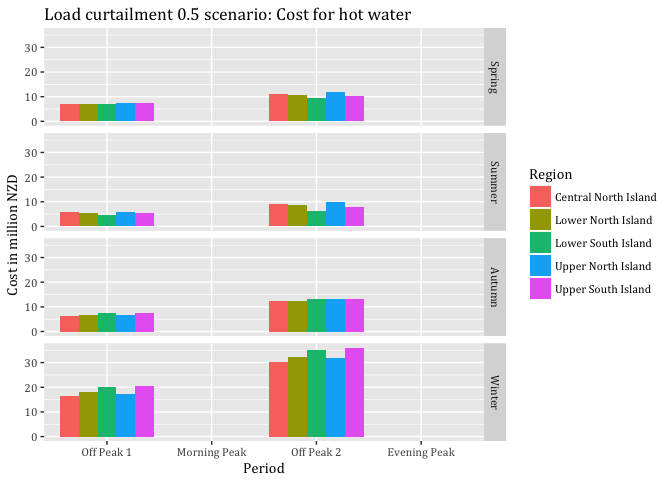 Load curtailment 0.5 scenario: Cost for hot water
Cost in million NZD
30
20
10
0
Spring
30
20
10
0
Summer
30
20
10
0
Autumn
30
20
10
0
Winter
Off Peak 1
Morning Peak
Off Peak 2
Evening Peak
Period
Region
Central North Island
Lower North Island
Lower South Island
Upper North Island
Upper South Island